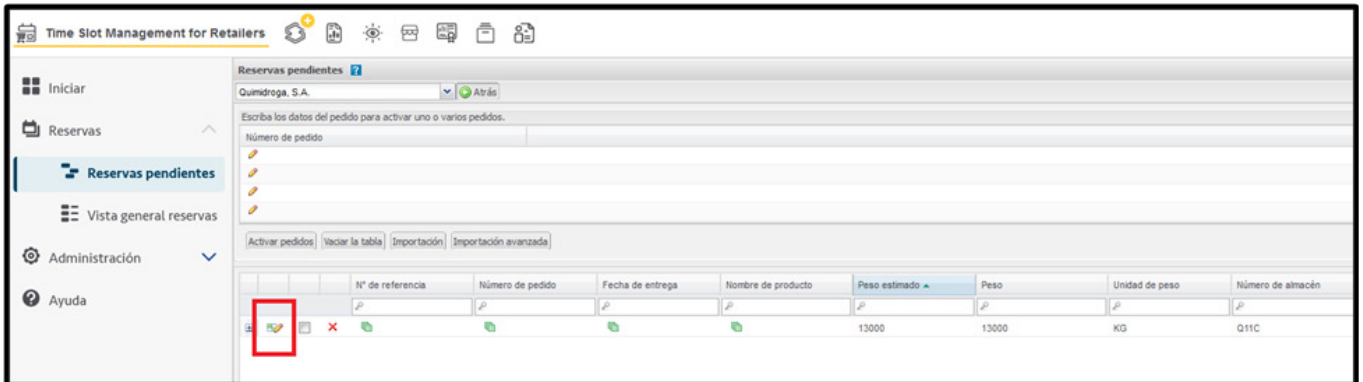 Time Slot Management for Retailers
Iniciar
Reservas
Reservas pendientes
Vista general reservas
Administración
Ayuda
Reservas pendientes ?
Quimidroga, S.A. Atrás
Escriba los datos del pedido para activar uno o varios pedidos.
Número de pedido
Activar pedidos Vaciar la tabla Importación Importación avanzada
Nº de referencia Número de pedido Fecha de entrega Nombre de producto Peso estimado Peso Unidad de peso Número de almacén
13000 13000 KG Q11C